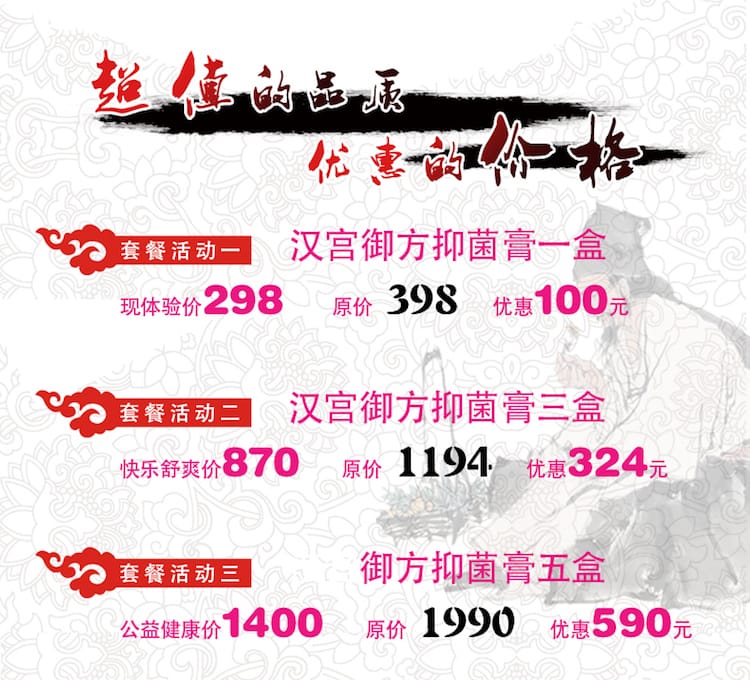 超值的品质
优惠的价格
套餐活动一 汉宫御方抑菌膏一盒
现体验价298 原价 398 优惠100元
套餐活动二 汉宫御方抑菌膏三盒
快乐舒爽价870 原价 1194 优惠324元
套餐活动三 御方抑菌膏五盒
公益健康价1400 原价 1990 优惠590元